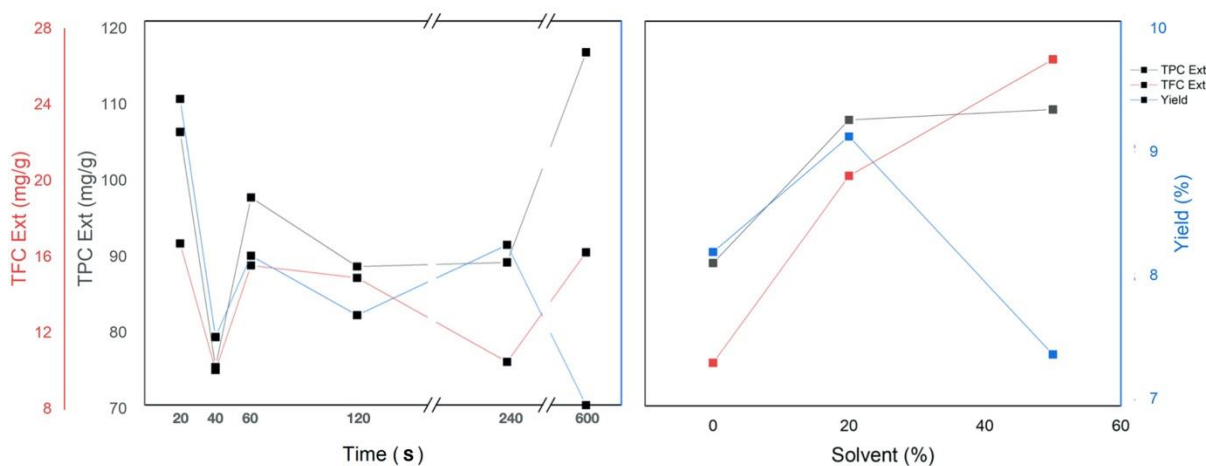 TFC Ext (mg/g)
28
24
20
16
12
8
TPC Ext (mg/g)
120
110
100
90
80
70
20 40 60 120 240 600
Time (s)
0 20 40 60
Solvent (%)
10
9
8
7
Yield (%)
TPC Ext
TFC Ext
Yield